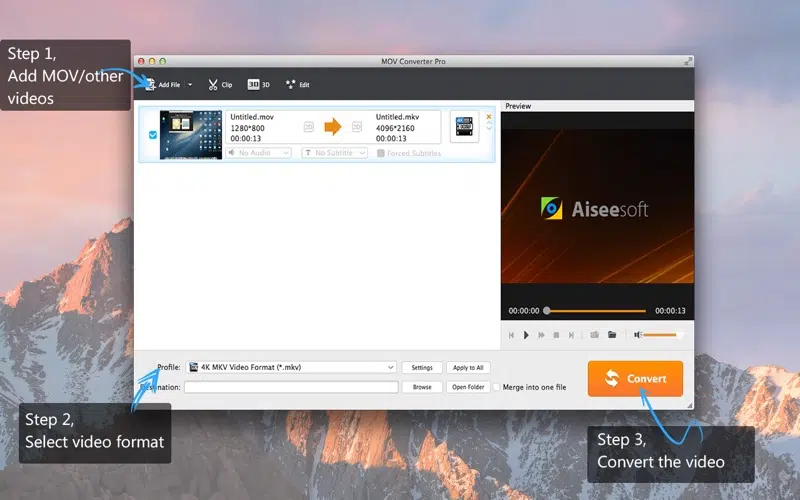 Step 1,
Add MOV/other
videos
MOV Converter Pro
Add File
Clip
3D 3D
Edit
Untitled.mov
1280*800
00:00:13
2D
2D
Untitled.mkv
4096*2160
00:00:13
No Audio
T No Subtitle
Forced Subtitles
Preview
Aiseesoft
00:00:00
00:00:13
Profile:
4K MKV Video Format (*.mkv)
Settings
Apply to All
Destination:
Browse
Open Folder
Merge into one file
Convert
Step 2,
Select video format
Step 3,
Convert the video